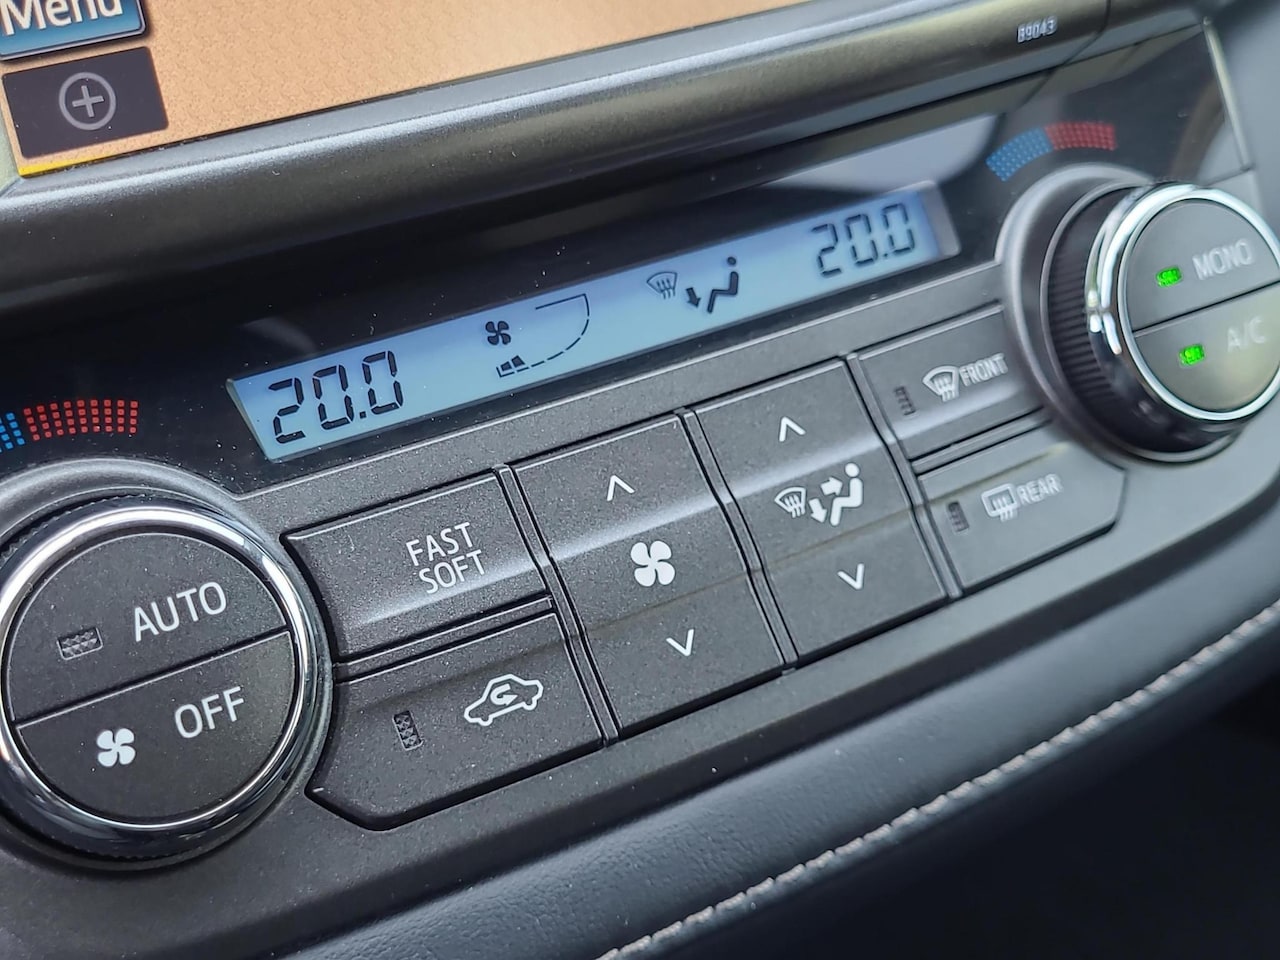 Menu
B9043
20.0
20.0
MONO
A/C
FAST
SOFT
FRONT
REAR
AUTO
OFF